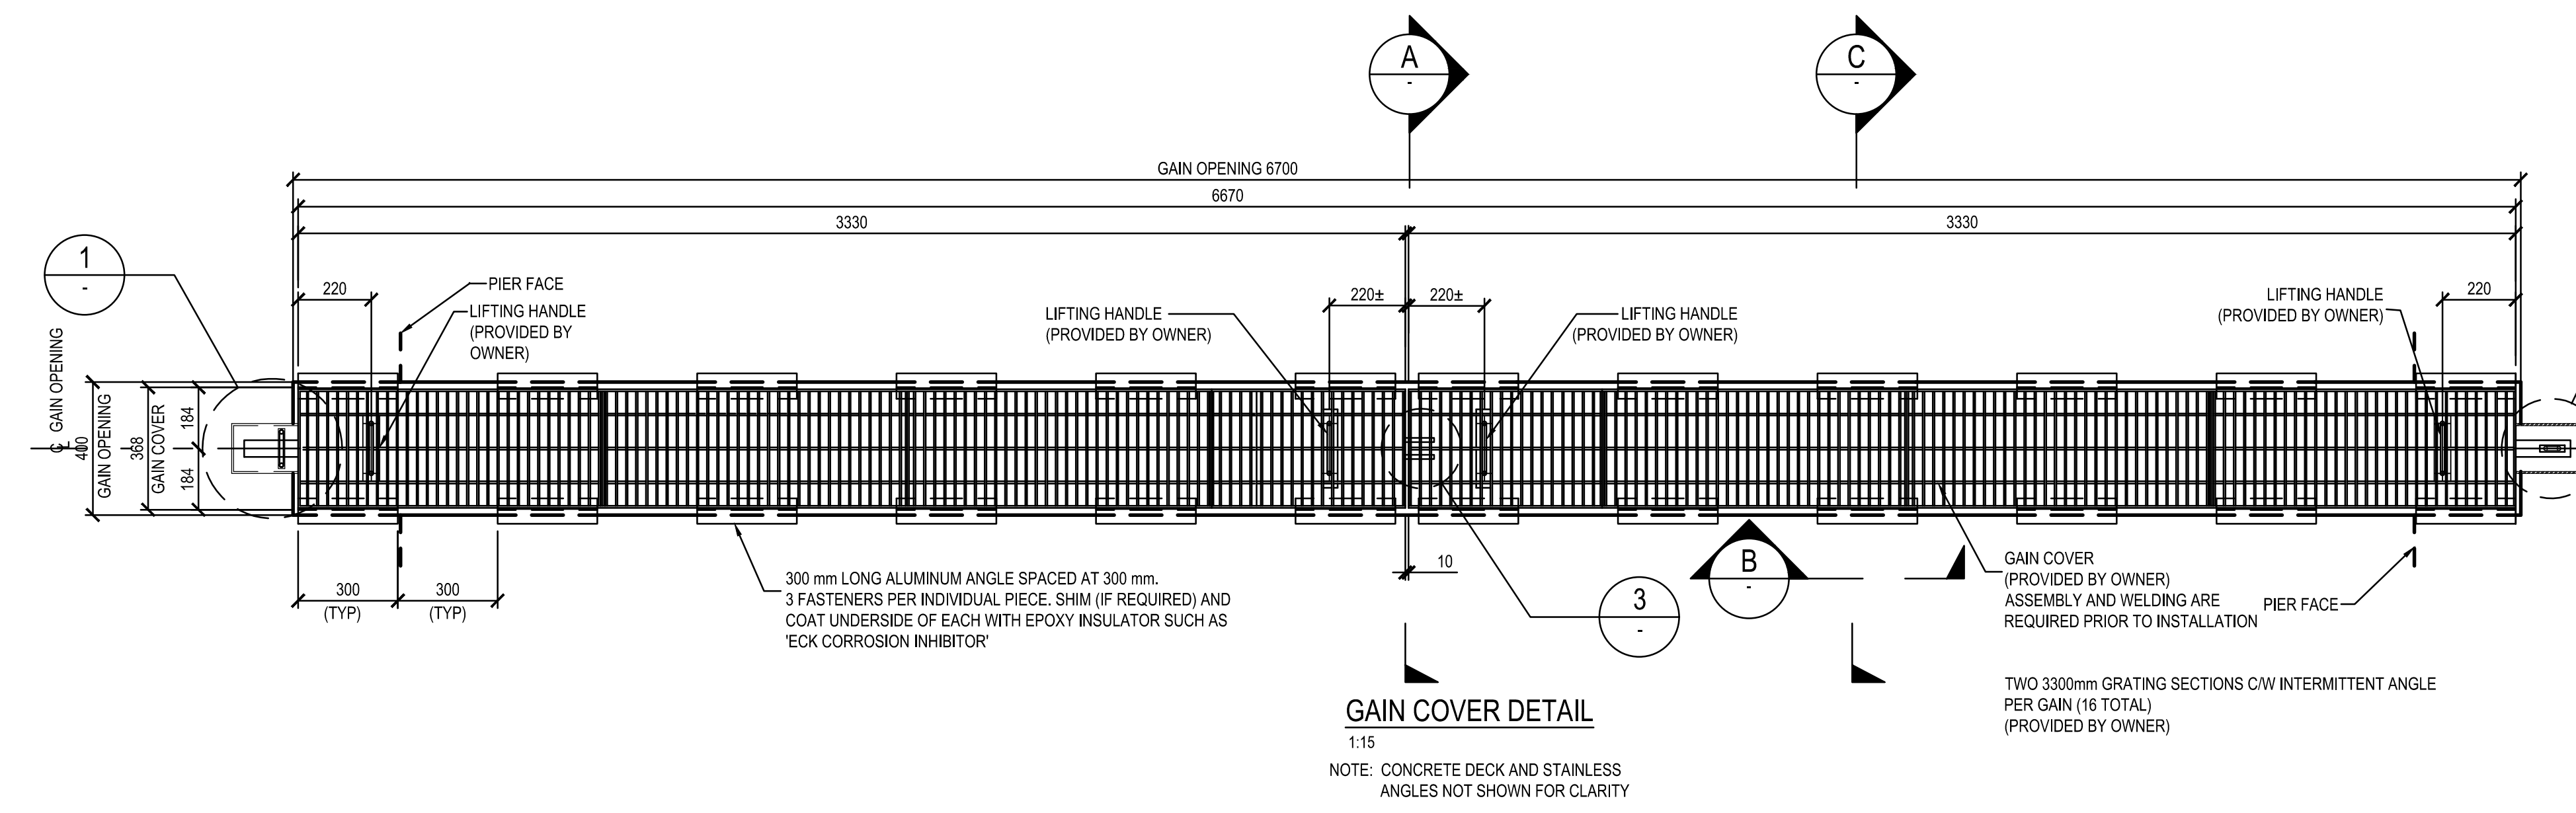 A
-
C
-
GAIN OPENING 6700
6670
3330
3330
1
-
220
PIER FACE
LIFTING HANDLE
(PROVIDED BY
OWNER)
LIFTING HANDLE
(PROVIDED BY OWNER)
220±
220±
LIFTING HANDLE
(PROVIDED BY OWNER)
LIFTING HANDLE
(PROVIDED BY OWNER)
220
CL GAIN OPENING
400
GAIN OPENING
368
GAIN COVER
184
184
300
(TYP)
300
(TYP)
300 mm LONG ALUMINUM ANGLE SPACED AT 300 mm.
3 FASTENERS PER INDIVIDUAL PIECE. SHIM (IF REQUIRED) AND
COAT UNDERSIDE OF EACH WITH EPOXY INSULATOR SUCH AS
'ECK CORROSION INHIBITOR'
10
3
-
B
-
GAIN COVER
(PROVIDED BY OWNER)
ASSEMBLY AND WELDING ARE
REQUIRED PRIOR TO INSTALLATION
PIER FACE
TWO 3300mm GRATING SECTIONS C/W INTERMITTENT ANGLE
PER GAIN (16 TOTAL)
(PROVIDED BY OWNER)
GAIN COVER DETAIL
1:15
NOTE: CONCRETE DECK AND STAINLESS
ANGLES NOT SHOWN FOR CLARITY